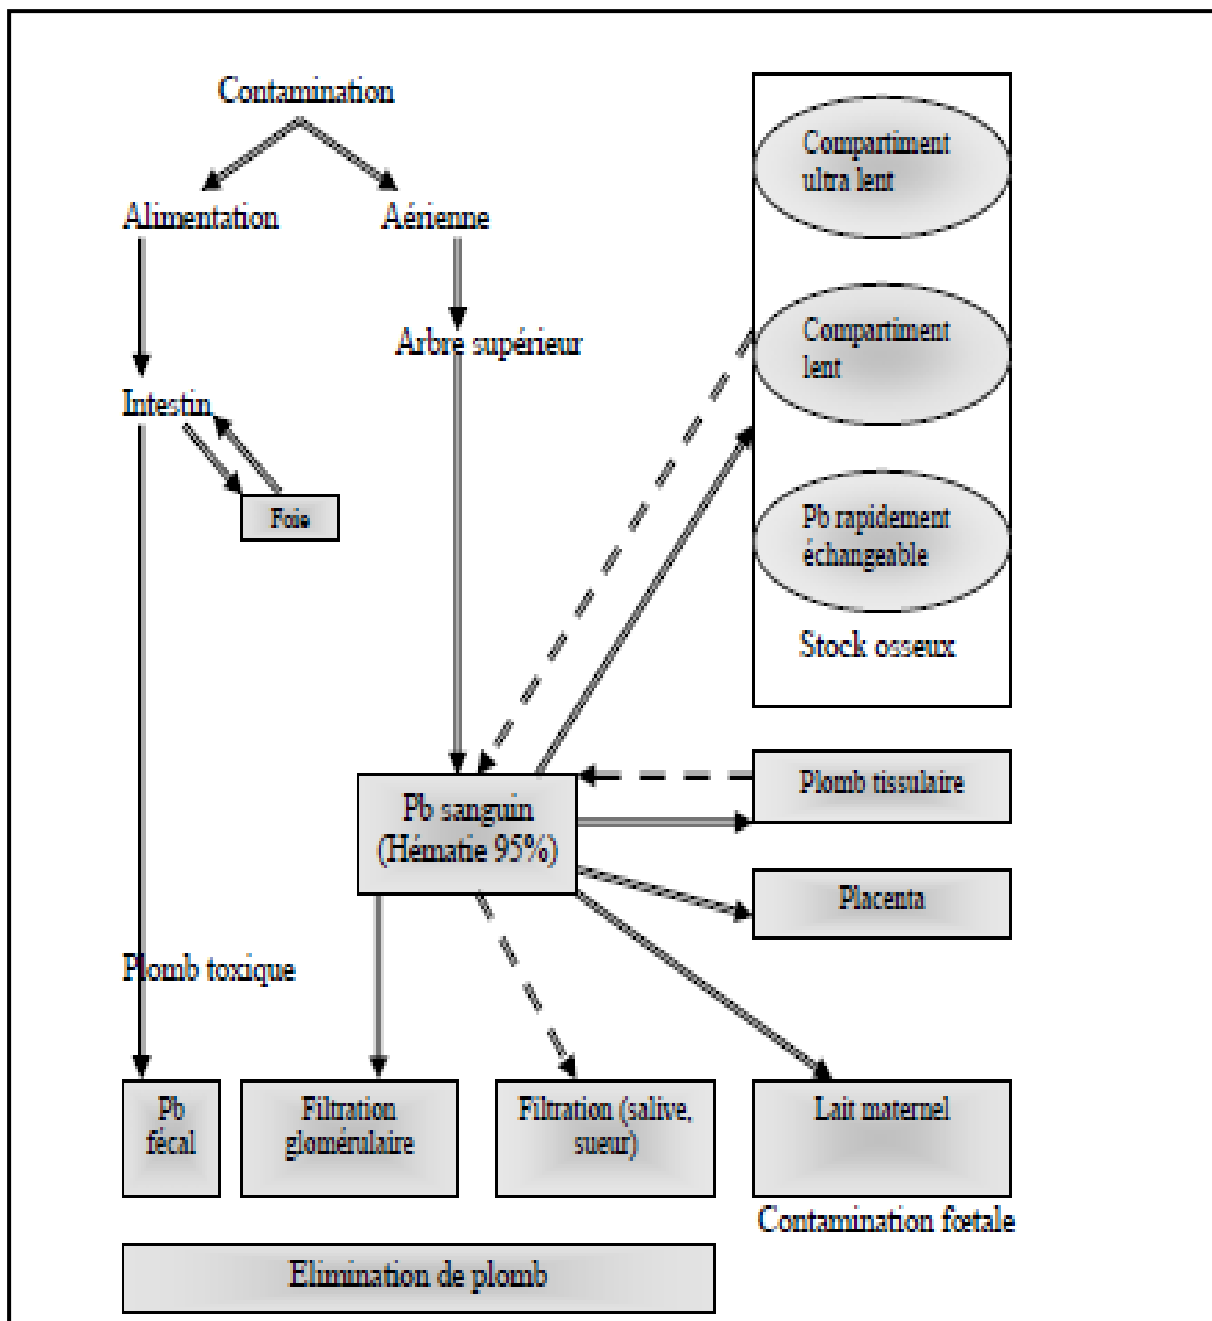 Contamination
Alimentation
Aérienne
Arbre supérieur
Intestin
Foie
Compartiment
ultra lent
Compartiment
lent
Pb rapidement
échangeable
Stock osseux
Pb sanguin
(Hématie 95%)
Plomb tissulaire
Placenta
Plomb toxique
Pb
fécal
Filtration
glomérulaire
Filtration (salive,
sueur)
Lait maternel
Contamination fœtale
Elimination de plomb